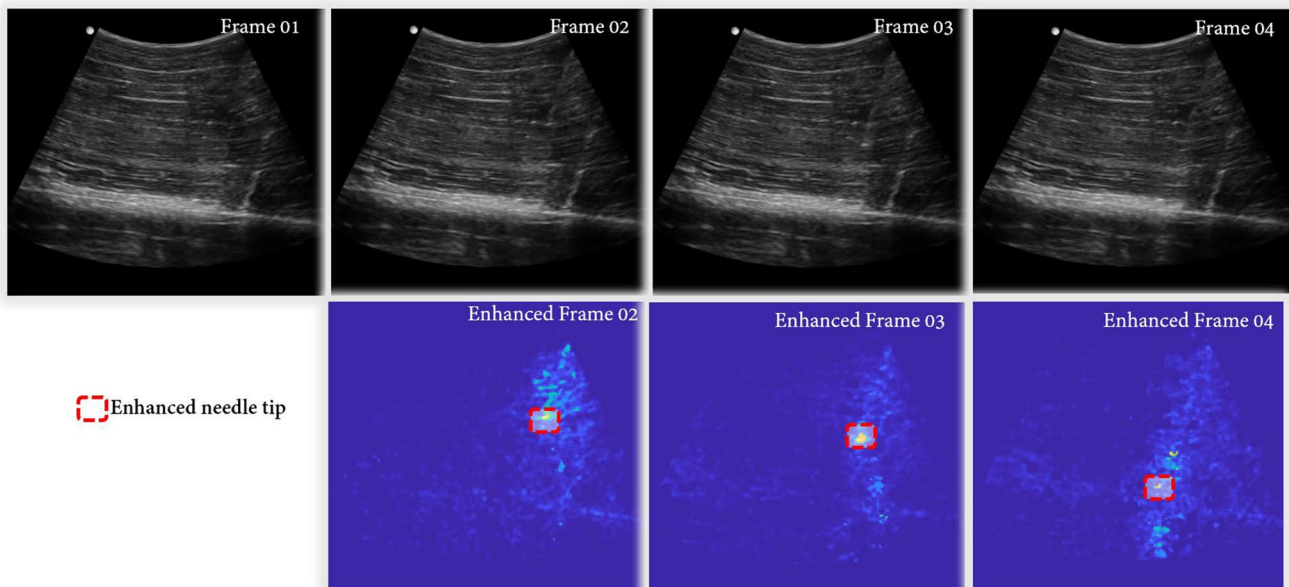 Frame 01
Frame 02
Frame 03
Frame 04
Enhanced Frame 02
Enhanced Frame 03
Enhanced Frame 04
Enhanced needle tip